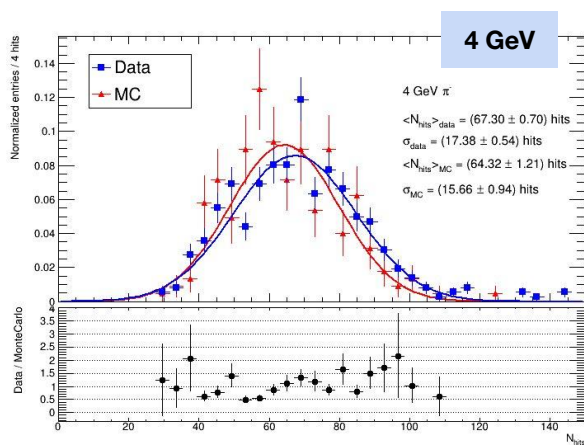 4 GeV
Normalized entries / 4 hits
0.14
0.12
0.1
0.08
0.06
0.04
0.02
0
Data
MC
4 GeV π⁻
<N_hits>_data = (67.30 ± 0.70) hits
σ_data = (17.38 ± 0.54) hits
<N_hits>_MC = (64.32 ± 1.21) hits
σ_MC = (15.66 ± 0.94) hits
Data / MonteCarlo
4
3.5
3
2.5
2
1.5
1
0.5
0
0 20 40 60 80 100 120 140
N_hits